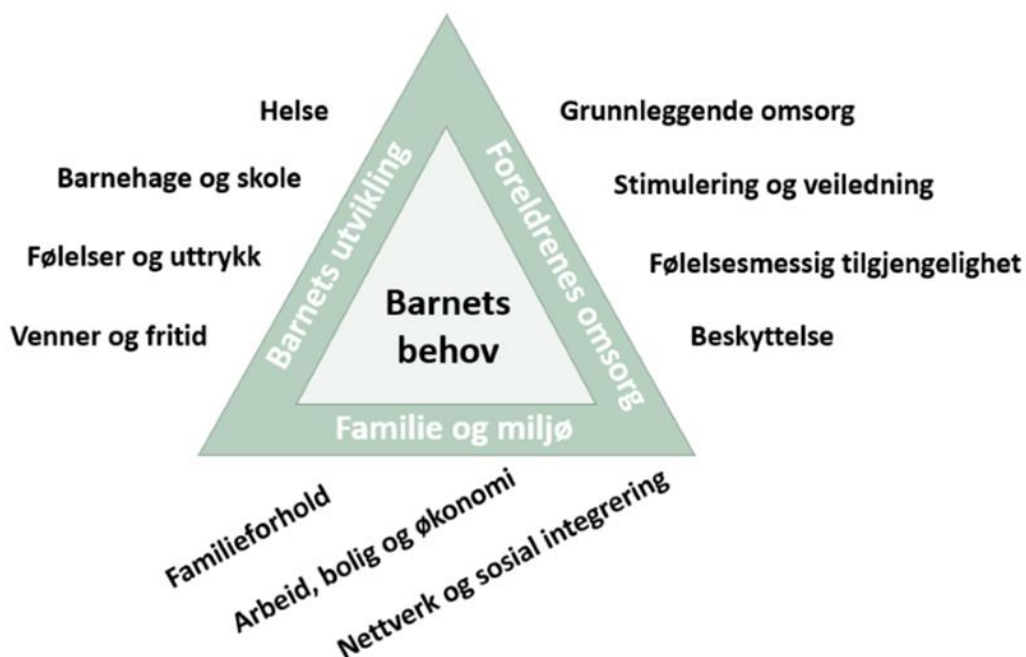 Helse
Barnehage og skole
Følelser og uttrykk
Venner og fritid
Barnets utvikling
Barnets
behov
Foreldrenes omsorg
Grunnleggende omsorg
Stimulering og veiledning
Følelsesmessig tilgjengelighet
Beskyttelse
Familie og miljø
Familieforhold
Arbeid, bolig og økonomi
Nettverk og sosial integrering